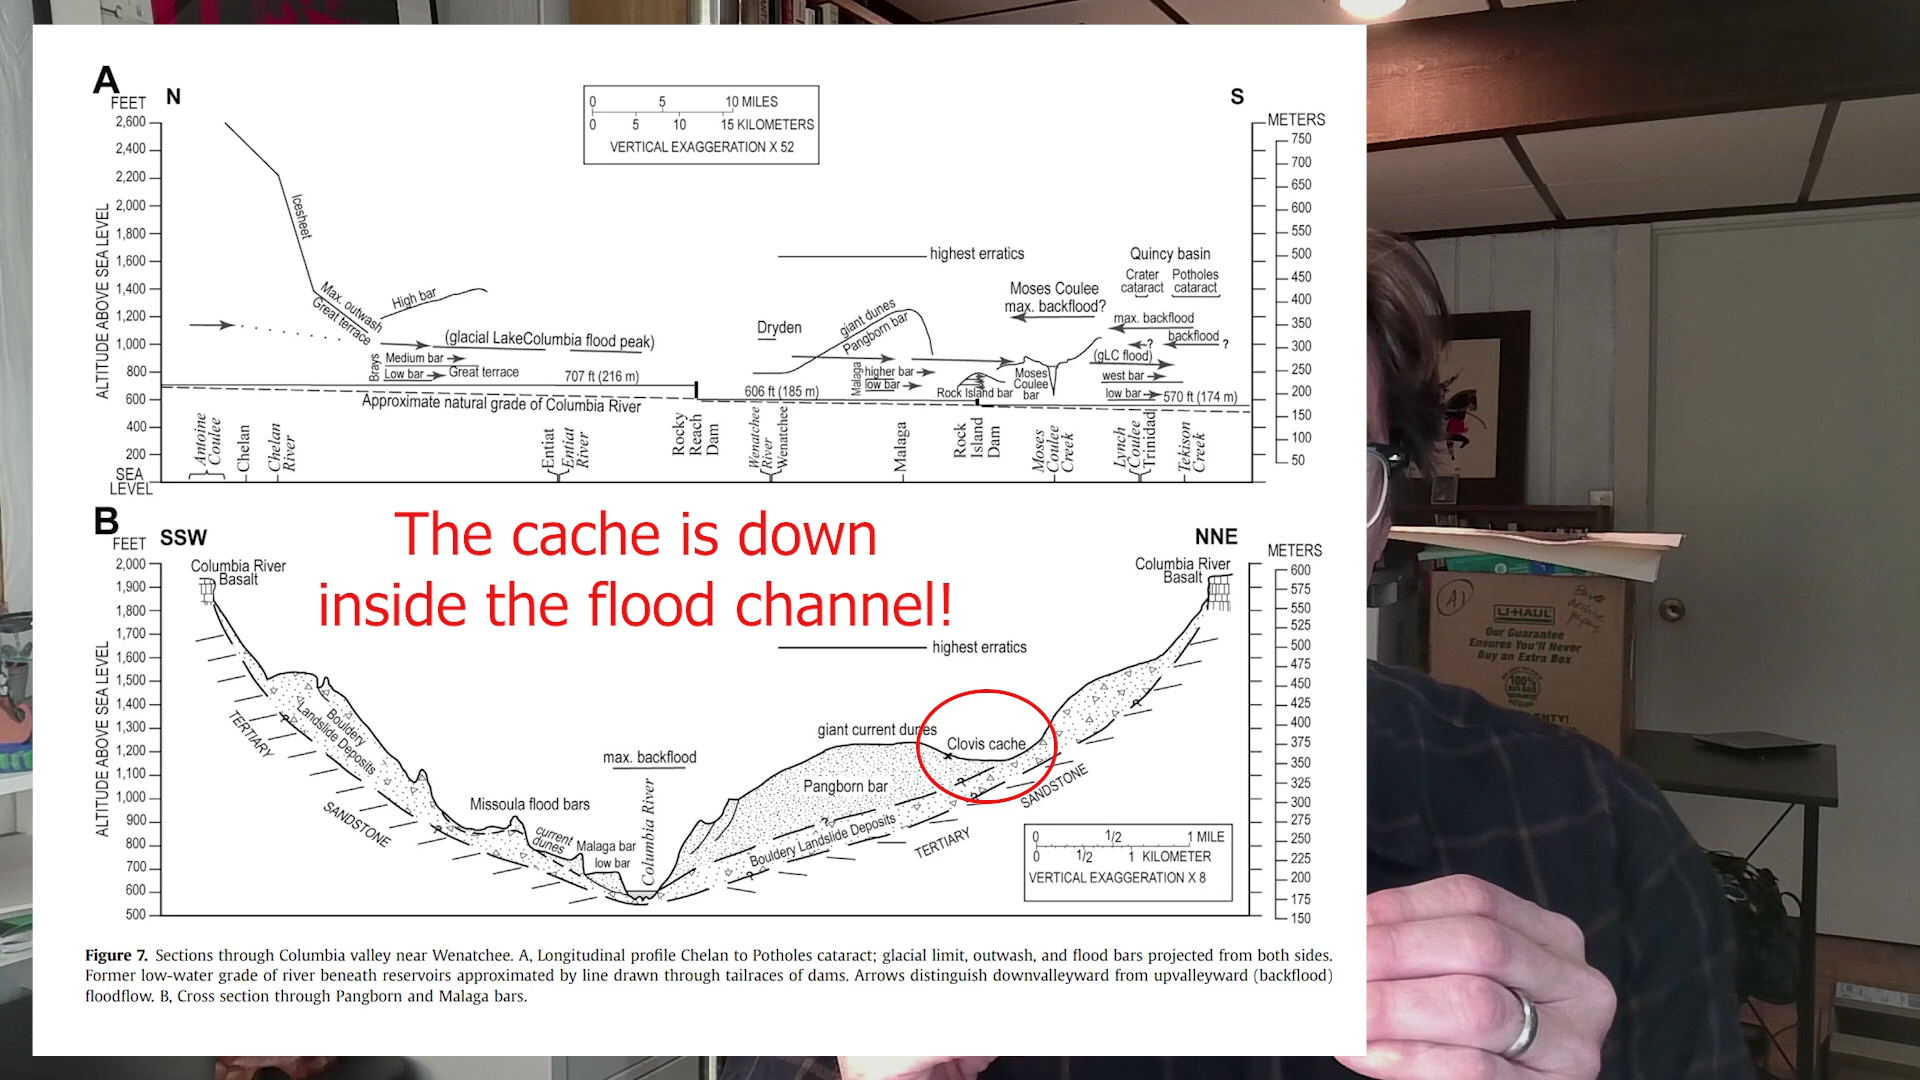 A
FEET N
S
2,600
2,400
2,200
2,000
1,800
1,600
1,400
1,200
1,000
800
600
400
200
SEA
LEVEL
ALTITUDE ABOVE SEA LEVEL
0 5 10 MILES
0 5 10 15 KILOMETERS
VERTICAL EXAGGERATION X 52
METERS
750
700
650
600
550
500
450
400
350
300
250
200
150
100
50
Icesheet
Max. outwash
Great terrace
High bar
(glacial LakeColumbia flood peak)
Brays
Medium bar
Low bar
Great terrace
707 ft (216 m)
Approximate natural grade of Columbia River
highest erratics
Dryden
giant dunes
Pangborn bar
606 ft (185 m)
Malaga
higher bar
low bar
Rock Island bar
Moses Coulee
max. backflood?
Moses
Coulee
bar
Quincy basin
Crater
cataract
Potholes
cataract
max. backflood
backflood
?
?
(gLC flood)
west bar
low bar
570 ft (174 m)
Antoine
Coulee
Chelan
Chelan
River
Entiat
Entiat
River
Rocky
Reach
Dam
Wenatchee
River
Wenatchee
Malaga
Rock
Island
Dam
Moses
Coulee
Creek
Lynch
Coulee
Trinidad
Tekison
Creek
B
FEET SSW
NNE
The cache is down
inside the flood channel!
2,000
1,900
1,800
1,700
1,600
1,500
1,400
1,300
1,200
1,100
1,000
900
800
700
600
500
ALTITUDE ABOVE SEA LEVEL
METERS
600
575
550
525
500
475
450
425
400
375
350
325
300
275
250
225
200
175
150
Columbia River
Basalt
Columbia River
Basalt
highest erratics
Bouldery
Landslide Deposits
?
TERTIARY
SANDSTONE
Missoula flood bars
?
current
dunes
Malaga bar
low bar
max. backflood
Columbia River
giant current dunes
Clovis cache
Pangborn bar
?
?
?
?
?
Bouldery Landslide Deposits
TERTIARY
SANDSTONE
0 1/2 1 MILE
0 1/2 1 KILOMETER
VERTICAL EXAGGERATION X 8
Figure 7. Sections through Columbia valley near Wenatchee. A, Longitudinal profile Chelan to Potholes cataract; glacial limit, outwash, and flood bars projected from both sides.
Former low-water grade of river beneath reservoirs approximated by line drawn through tailraces of dams. Arrows distinguish downvalleyward from upvalleyward (backflood)
floodflow. B, Cross section through Pangborn and Malaga bars.
A1
U-HAUL
Our Guarantee
Ensures You'll Never
Buy an Extra Box
100%